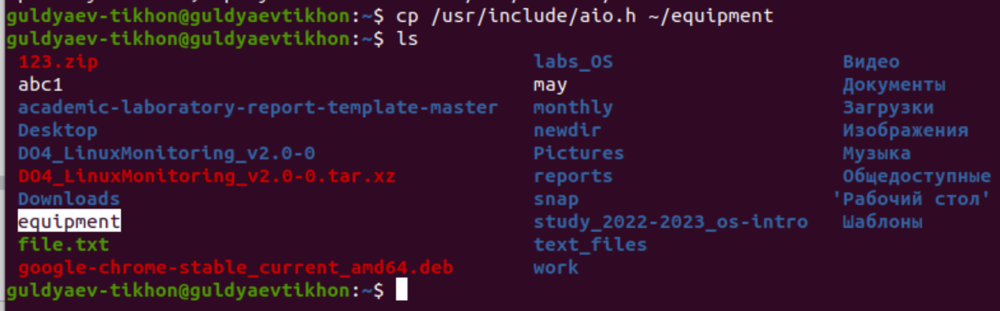 guldyaev-tikhon@guldyaevtikhon:~$ cp /usr/include/aio.h ~/equipment
guldyaev-tikhon@guldyaevtikhon:~$ ls
123.zip labs_OS Видео
abc1 may Документы
academic-laboratory-report-template-master monthly Загрузки
Desktop newdir Изображения
DO4_LinuxMonitoring_v2.0-0 Pictures Музыка
DO4_LinuxMonitoring_v2.0-0.tar.xz reports Общедоступные
Downloads snap 'Рабочий стол'
equipment study_2022-2023_os-intro Шаблоны
file.txt text_files
google-chrome-stable_current_amd64.deb work
guldyaev-tikhon@guldyaevtikhon:~$